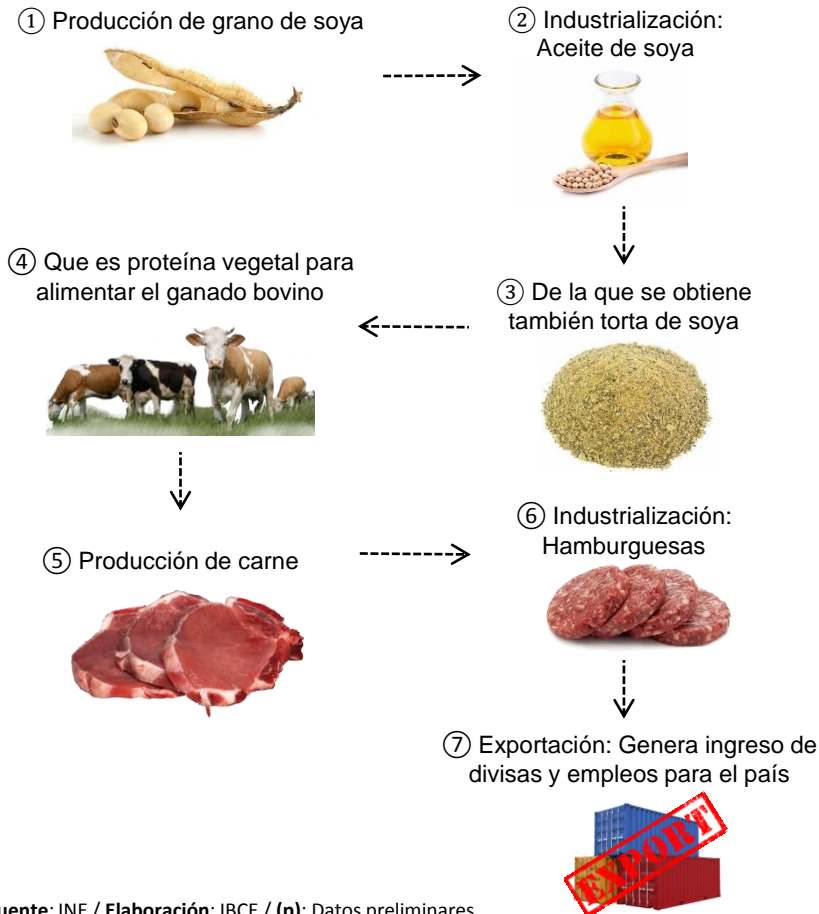 ① Producción de grano de soya
② Industrialización:
Aceite de soya
③ De la que se obtiene
también torta de soya
④ Que es proteína vegetal para
alimentar el ganado bovino
⑤ Producción de carne
⑥ Industrialización:
Hamburguesas
⑦ Exportación: Genera ingreso de
divisas y empleos para el país
EXPORT
uente: INE / Elaboración: IBCE / (p): Datos preliminares